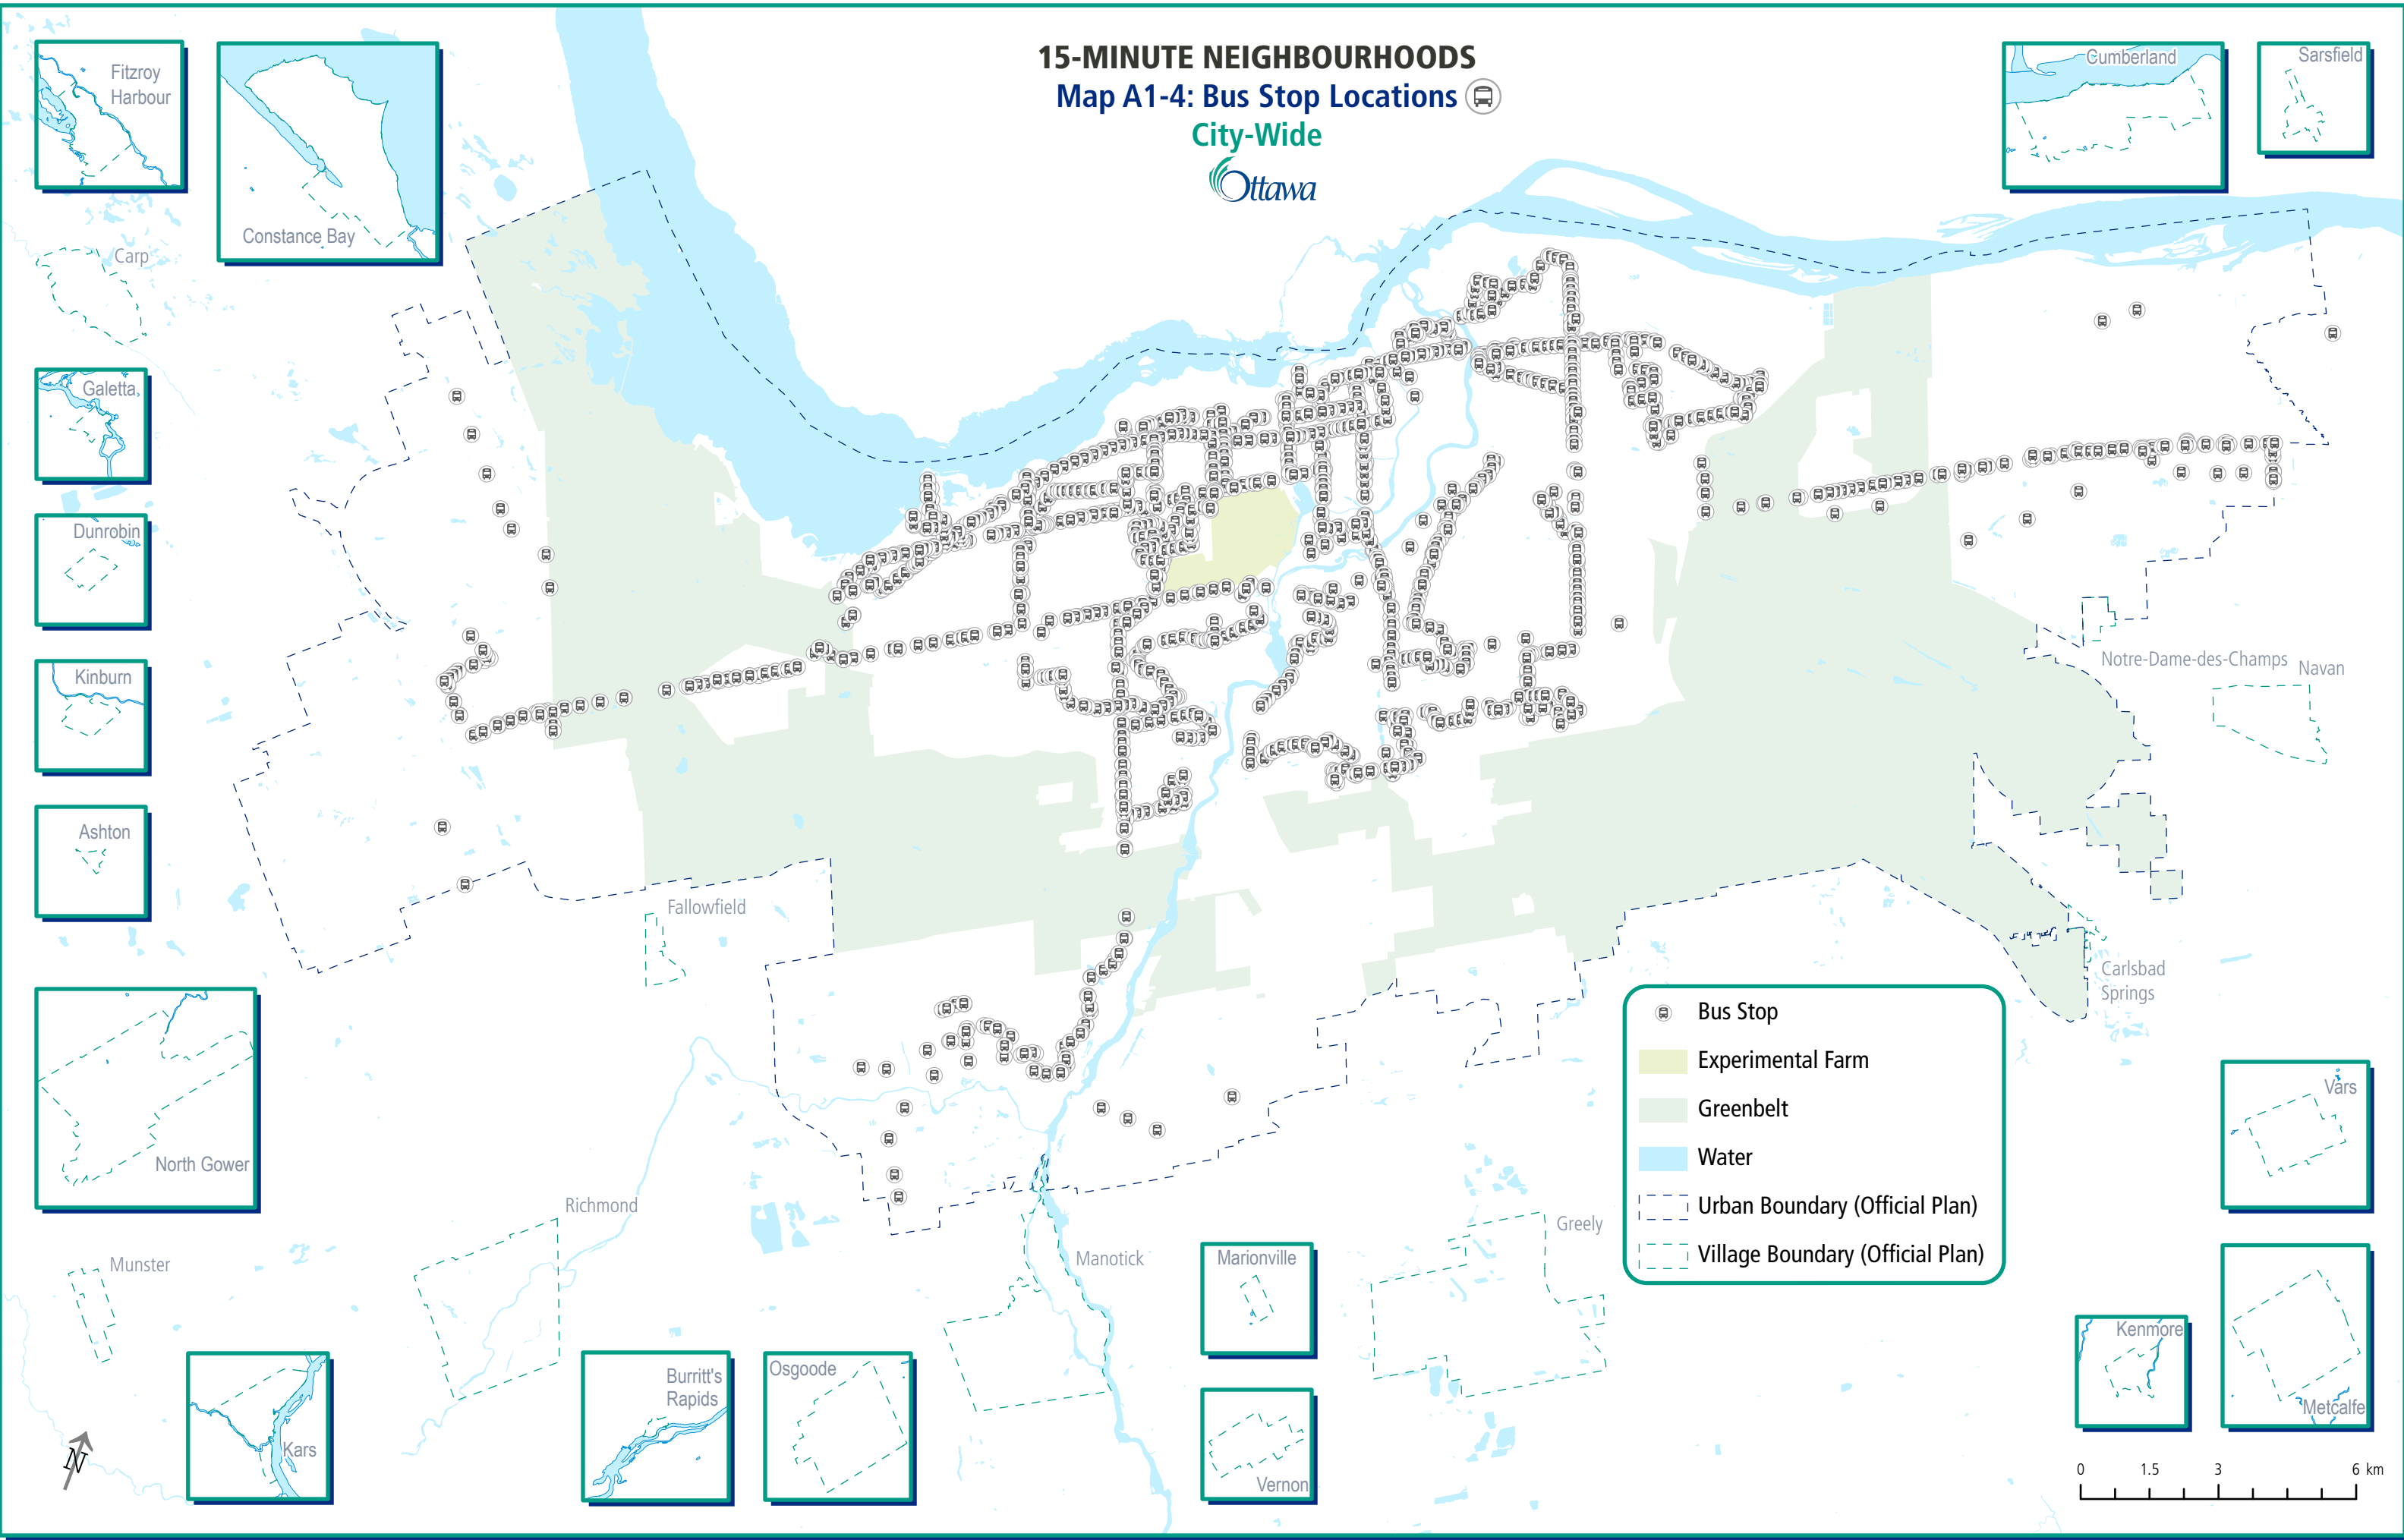 15-MINUTE NEIGHBOURHOODS
Map A1-4: Bus Stop Locations
City-Wide
Ottawa
Fitzroy
Harbour
Constance Bay
Cumberland
Sarsfield
Carp
Galetta,
Dunrobin
Kinburn
Ashton
Notre-Dame-des-Champs
Navan
Fallowfield
Carlsbad
Springs
North Gower
Richmond
Munster
Manotick
Greely
Kars
Burritt's
Rapids
Osgoode
Marionville
Vernon
Bus Stop
Experimental Farm
Greenbelt
Water
Urban Boundary (Official Plan)
Village Boundary (Official Plan)
Vars
Kenmore
Metcalfe
N
0 1.5 3 6 km